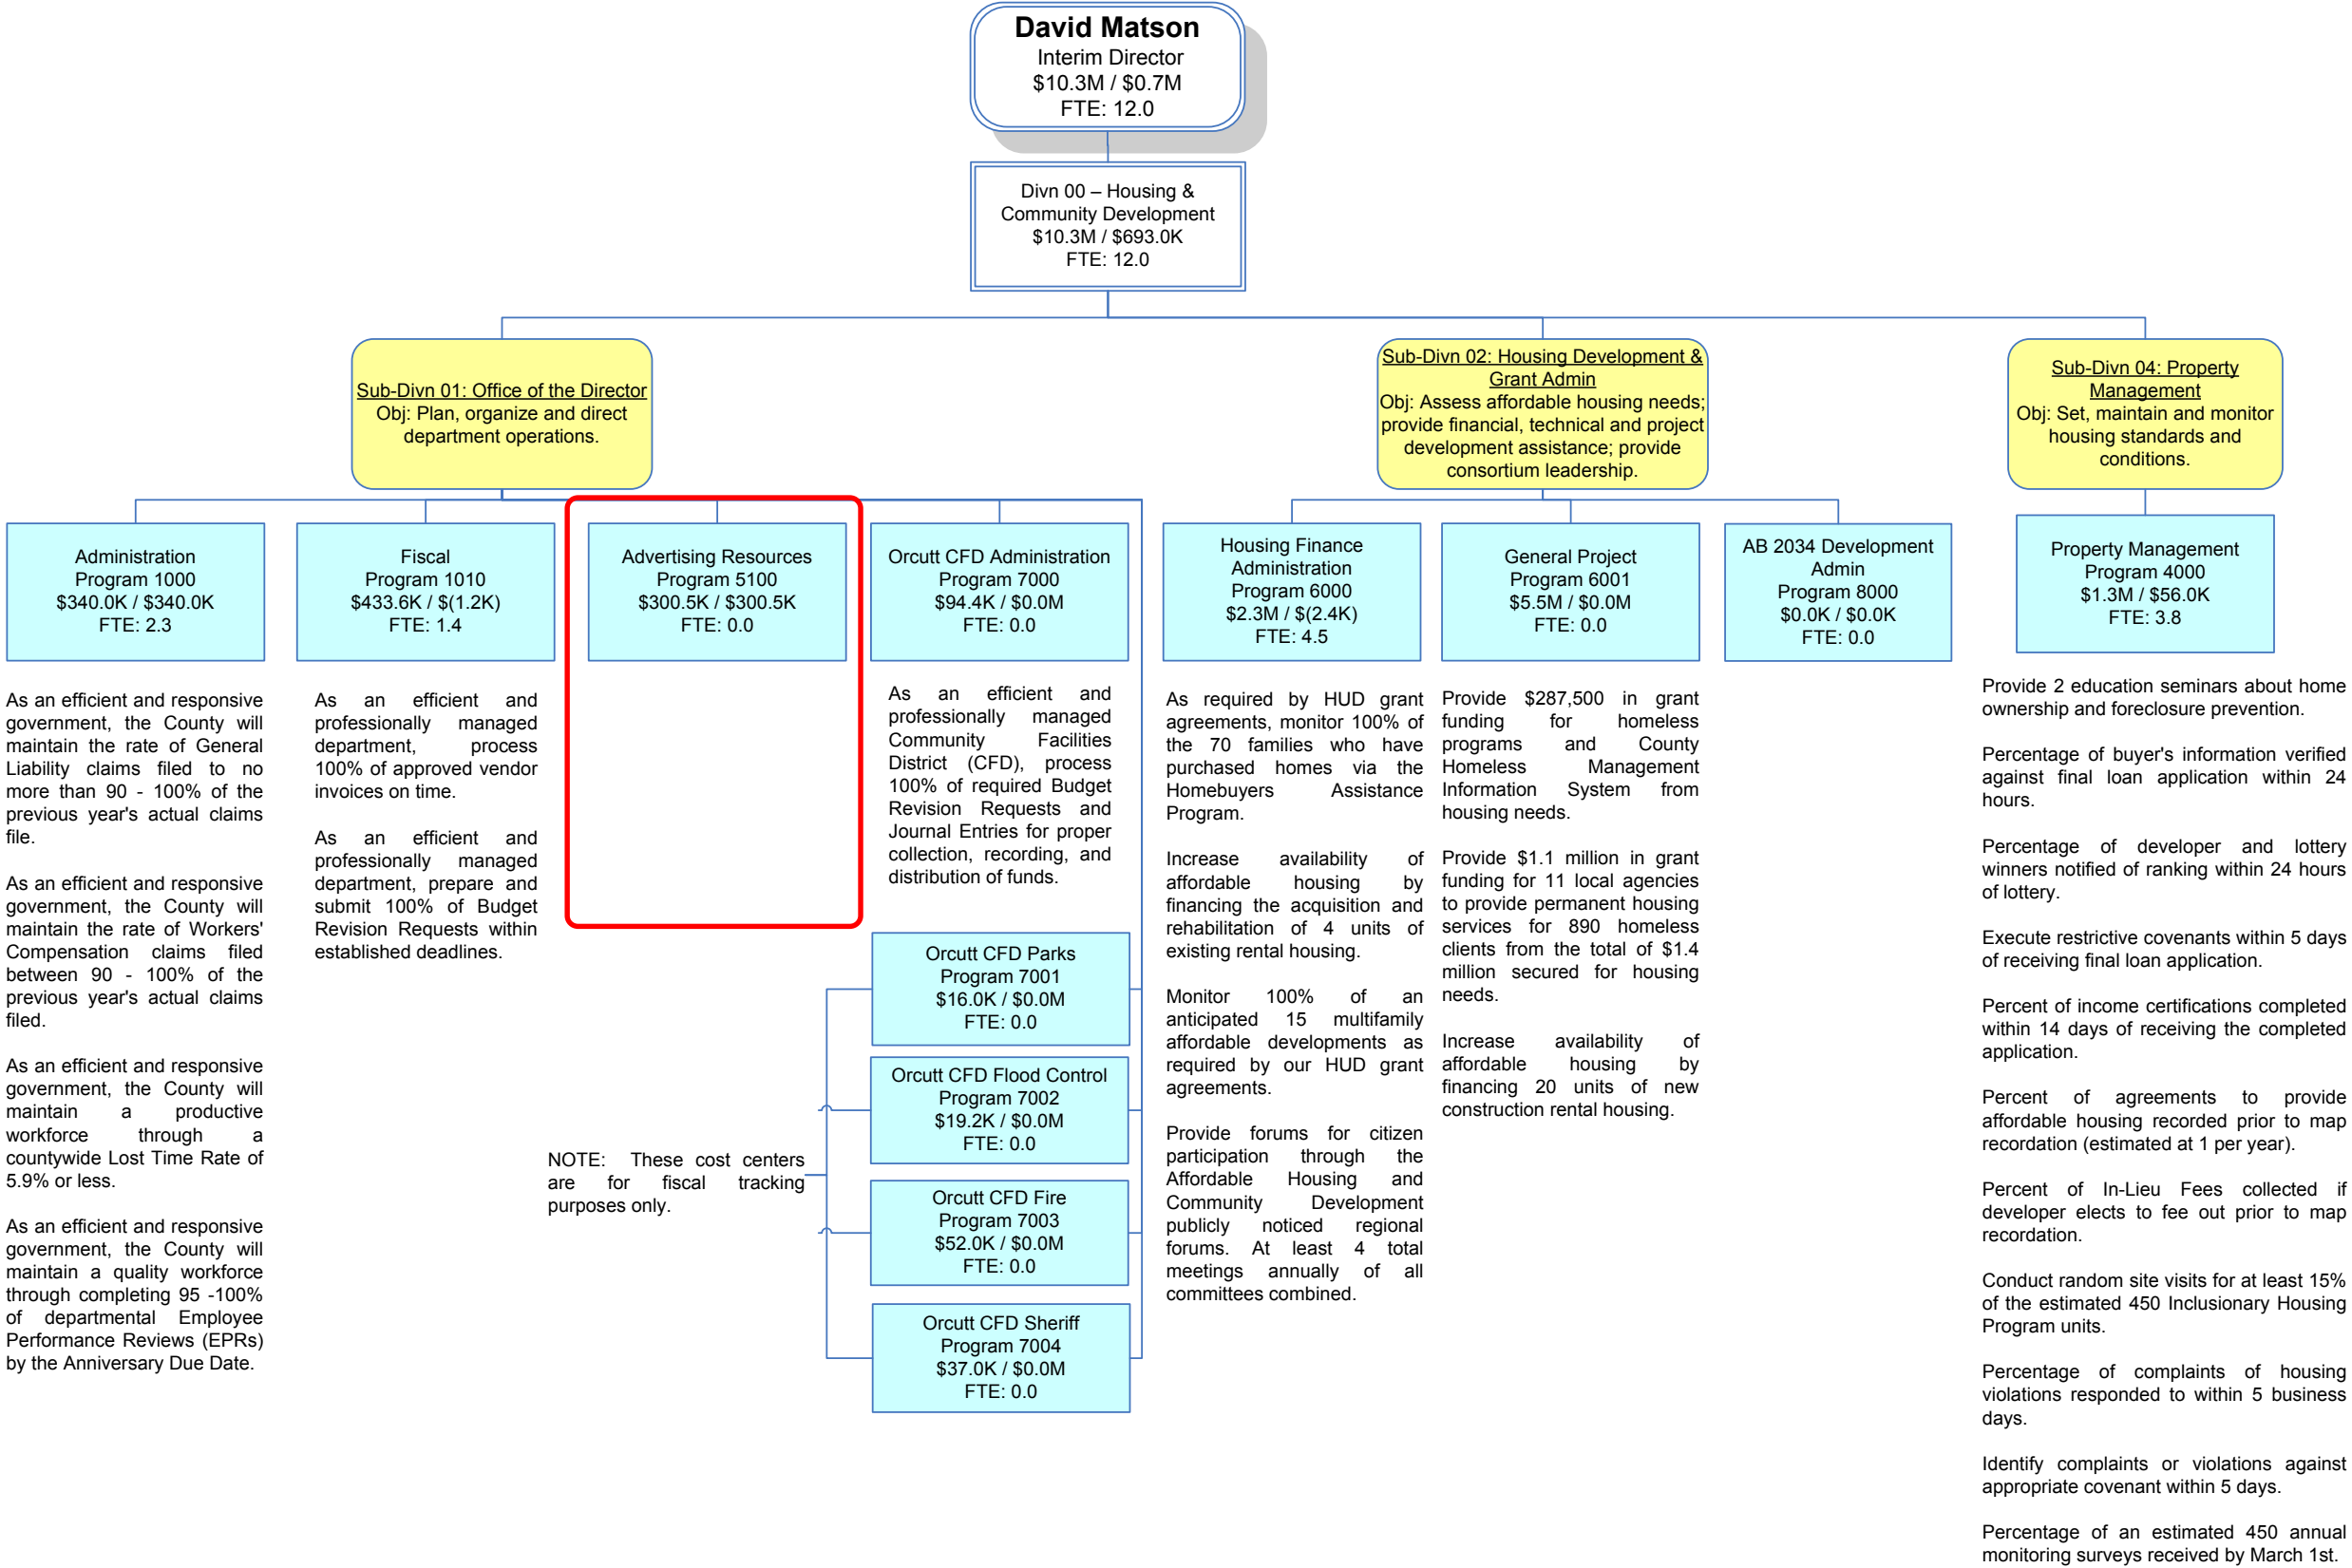 David Matson
Interim Director
$10.3M / $0.7M
FTE: 12.0
Divn 00 – Housing &
Community Development
$10.3M / $693.0K
FTE: 12.0
Sub-Divn 01: Office of the Director
Obj: Plan, organize and direct
department operations.
Sub-Divn 02: Housing Development &
Grant Admin
Obj: Assess affordable housing needs;
provide financial, technical and project
development assistance; provide
consortium leadership.
Sub-Divn 04: Property
Management
Obj: Set, maintain and monitor
housing standards and
conditions.
Administration
Program 1000
$340.0K / $340.0K
FTE: 2.3
Fiscal
Program 1010
$433.6K / $(1.2K)
FTE: 1.4
Advertising Resources
Program 5100
$300.5K / $300.5K
FTE: 0.0
Orcutt CFD Administration
Program 7000
$94.4K / $0.0M
FTE: 0.0
Housing Finance
Administration
Program 6000
$2.3M / $(2.4K)
FTE: 4.5
General Project
Program 6001
$5.5M / $0.0M
FTE: 0.0
AB 2034 Development
Admin
Program 8000
$0.0K / $0.0K
FTE: 0.0
Property Management
Program 4000
$1.3M / $56.0K
FTE: 3.8
As an efficient and responsive
government, the County will
maintain the rate of General
Liability claims filed to no
more than 90 - 100% of the
previous year's actual claims
file.
As an efficient and responsive
government, the County will
maintain the rate of Workers'
Compensation claims filed
between 90 - 100% of the
previous year's actual claims
filed.
As an efficient and responsive
government, the County will
maintain a productive
workforce through a
countywide Lost Time Rate of
5.9% or less.
As an efficient and responsive
government, the County will
maintain a quality workforce
through completing 95 -100%
of departmental Employee
Performance Reviews (EPRs)
by the Anniversary Due Date.
As an efficient and
professionally managed
department, process
100% of approved vendor
invoices on time.
As an efficient and
professionally managed
department, prepare and
submit 100% of Budget
Revision Requests within
established deadlines.
As an efficient and
professionally managed
Community Facilities
District (CFD), process
100% of required Budget
Revision Requests and
Journal Entries for proper
collection, recording, and
distribution of funds.
Orcutt CFD Parks
Program 7001
$16.0K / $0.0M
FTE: 0.0
Orcutt CFD Flood Control
Program 7002
$19.2K / $0.0M
FTE: 0.0
Orcutt CFD Fire
Program 7003
$52.0K / $0.0M
FTE: 0.0
Orcutt CFD Sheriff
Program 7004
$37.0K / $0.0M
FTE: 0.0
NOTE: These cost centers
are for fiscal tracking
purposes only.
As required by HUD grant
agreements, monitor 100% of
the 70 families who have
purchased homes via the
Homebuyers Assistance
Program.
Increase availability of
affordable housing by
financing the acquisition and
rehabilitation of 4 units of
existing rental housing.
Monitor 100% of an
anticipated 15 multifamily
affordable developments as
required by our HUD grant
agreements.
Provide forums for citizen
participation through the
Affordable Housing and
Community Development
publicly noticed regional
forums. At least 4 total
meetings annually of all
committees combined.
Provide $287,500 in grant
funding for homeless
programs and County
Homeless Management
Information System from
housing needs.
Provide $1.1 million in grant
funding for 11 local agencies
to provide permanent housing
services for 890 homeless
clients from the total of $1.4
million secured for housing
needs.
Increase availability of
affordable housing by
financing 20 units of new
construction rental housing.
Provide 2 education seminars about home
ownership and foreclosure prevention.
Percentage of buyer's information verified
against final loan application within 24
hours.
Percentage of developer and lottery
winners notified of ranking within 24 hours
of lottery.
Execute restrictive covenants within 5 days
of receiving final loan application.
Percent of income certifications completed
within 14 days of receiving the completed
application.
Percent of agreements to provide
affordable housing recorded prior to map
recordation (estimated at 1 per year).
Percent of In-Lieu Fees collected if
developer elects to fee out prior to map
recordation.
Conduct random site visits for at least 15%
of the estimated 450 Inclusionary Housing
Program units.
Percentage of complaints of housing
violations responded to within 5 business
days.
Identify complaints or violations against
appropriate covenant within 5 days.
Percentage of an estimated 450 annual
monitoring surveys received by March 1st.